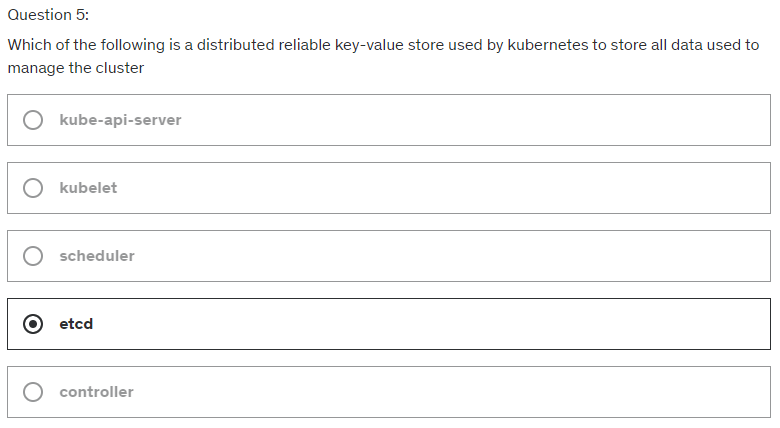 Question 5:
Which of the following is a distributed reliable key-value store used by kubernetes to store all data used to
manage the cluster
kube-api-server
kubelet
scheduler
etcd
controller